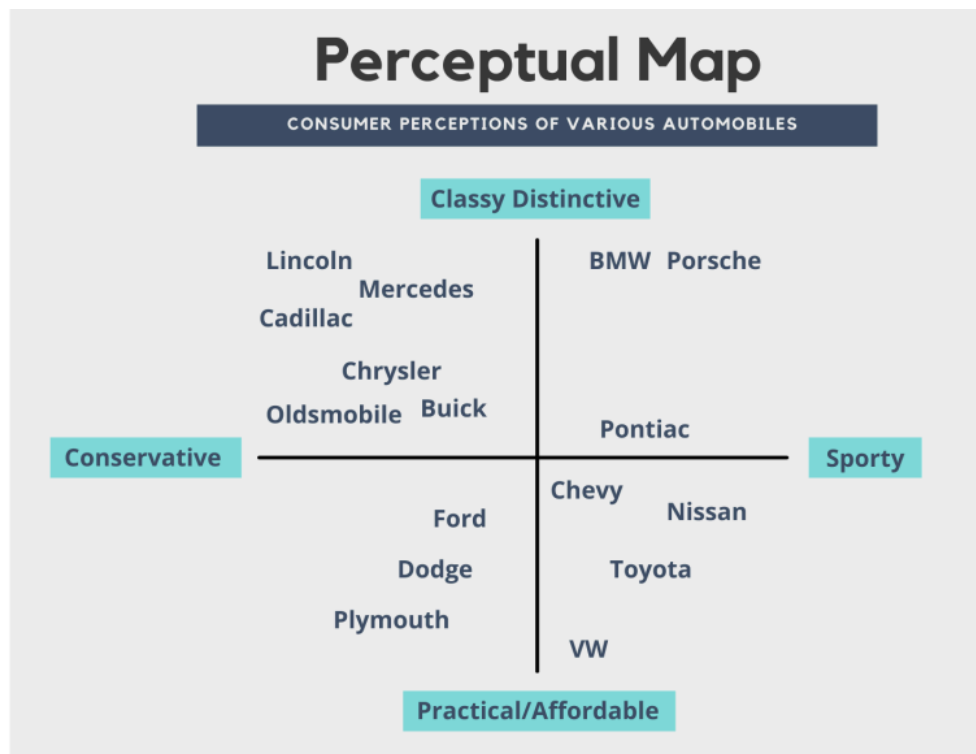 Perceptual Map
CONSUMER PERCEPTIONS OF VARIOUS AUTOMOBILES
Classy Distinctive
Lincoln
BMW Porsche
Mercedes
Cadillac
Chrysler
Oldsmobile Buick
Pontiac
Conservative
Sporty
Chevy
Nissan
Ford
Dodge
Toyota
Plymouth
VW
Practical/Affordable